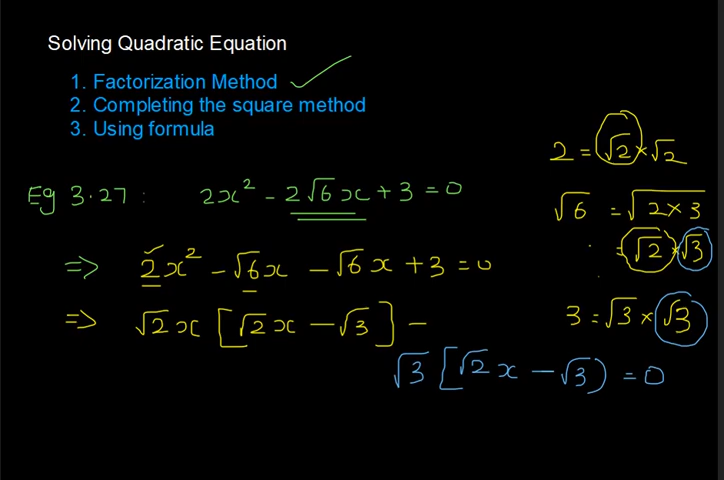 Solving Quadratic Equation
1. Factorization Method ✓
2. Completing the square method
3. Using formula
2 = √2 × √2
Eg 3.27 : 2x² - 2√6x + 3 = 0
√6 = √2 × 3
= √2 × √3
=> 2x² - √6x - √6x + 3 = 0
=> √2x [√2x - √3] -
3 = √3 × √3
√3 [√2x - √3) = 0